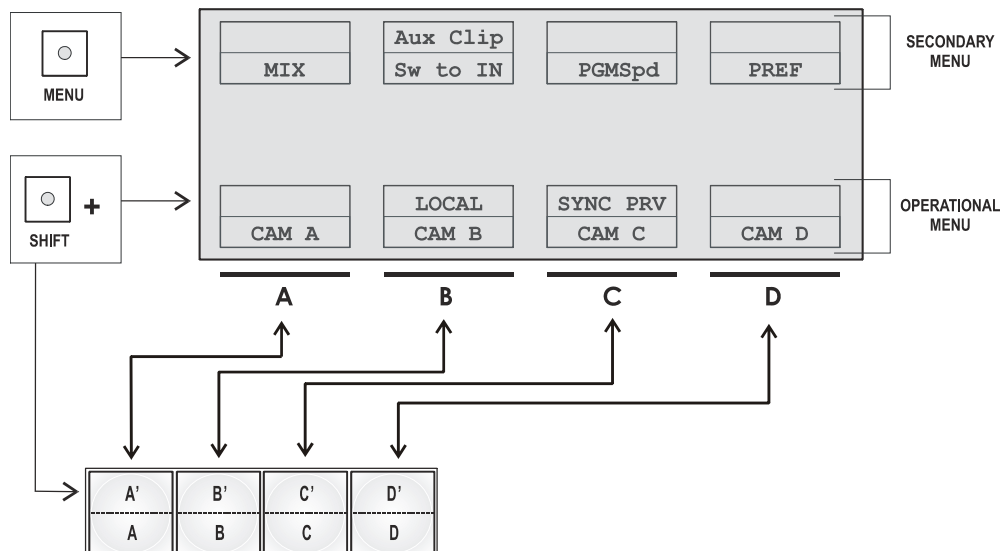 MENU
Aux Clip
MIX
Sw to IN
PGMSpd
PREF
SECONDARY
MENU
SHIFT
+
LOCAL
SYNC PRV
CAM A
CAM B
CAM C
CAM D
OPERATIONAL
MENU
A
B
C
D
A'
B'
C'
D'
A
B
C
D